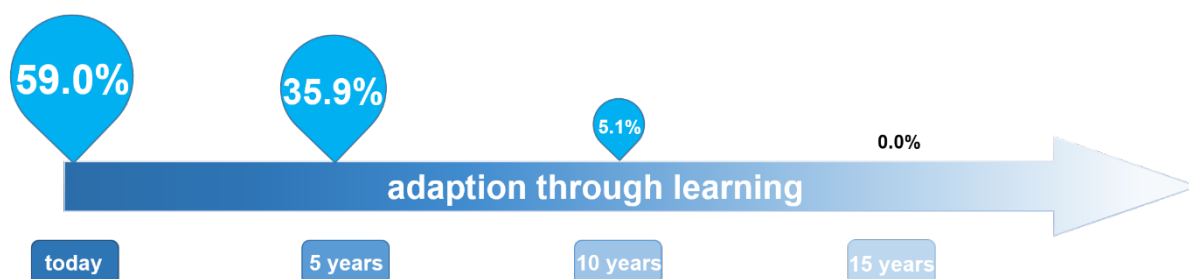 59.0%
35.9%
5.1%
0.0%
adaption through learning
today
5 years
10 years
15 years